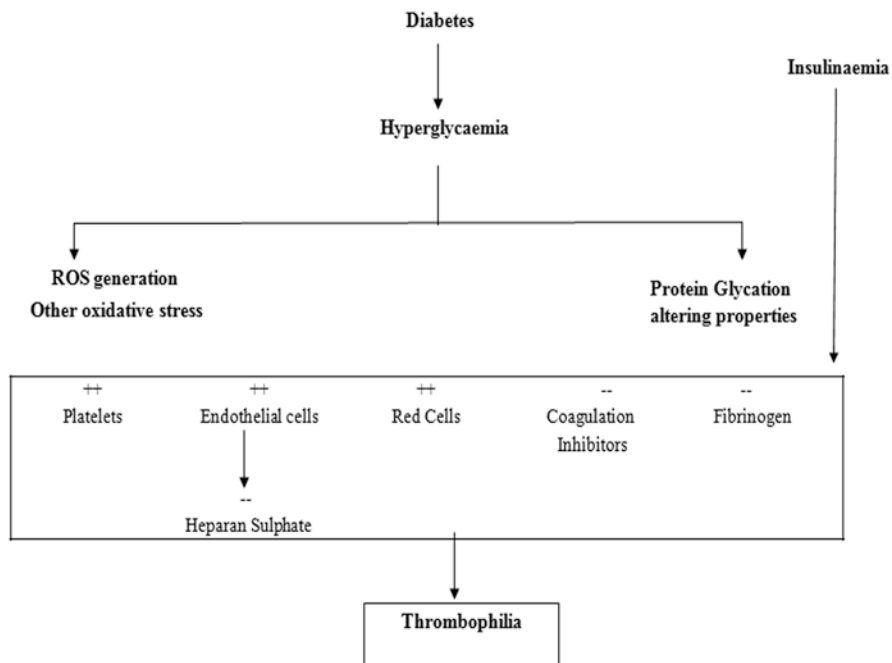 Diabetes
Insulinaemia
Hyperglycaemia
ROS generation
Other oxidative stress
Protein Glycation
altering properties
++ ++ ++ -- --
Platelets Endothelial cells Red Cells Coagulation Fibrinogen
Inhibitors
--
Heparan Sulphate
Thrombophilia